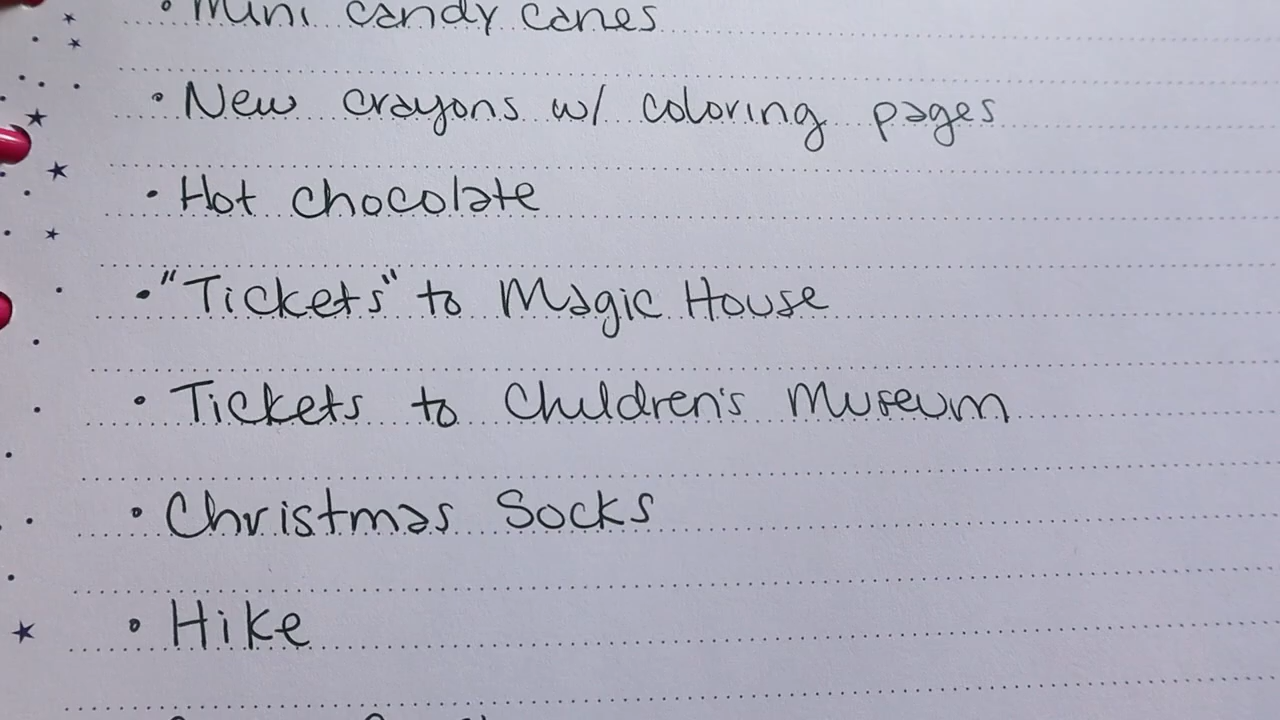 • Mini candy canes
• New crayons w/ coloring pages
• Hot chocolate
• "Tickets" to Magic House
• Tickets to Children's Museum
• Christmas Socks
• Hike